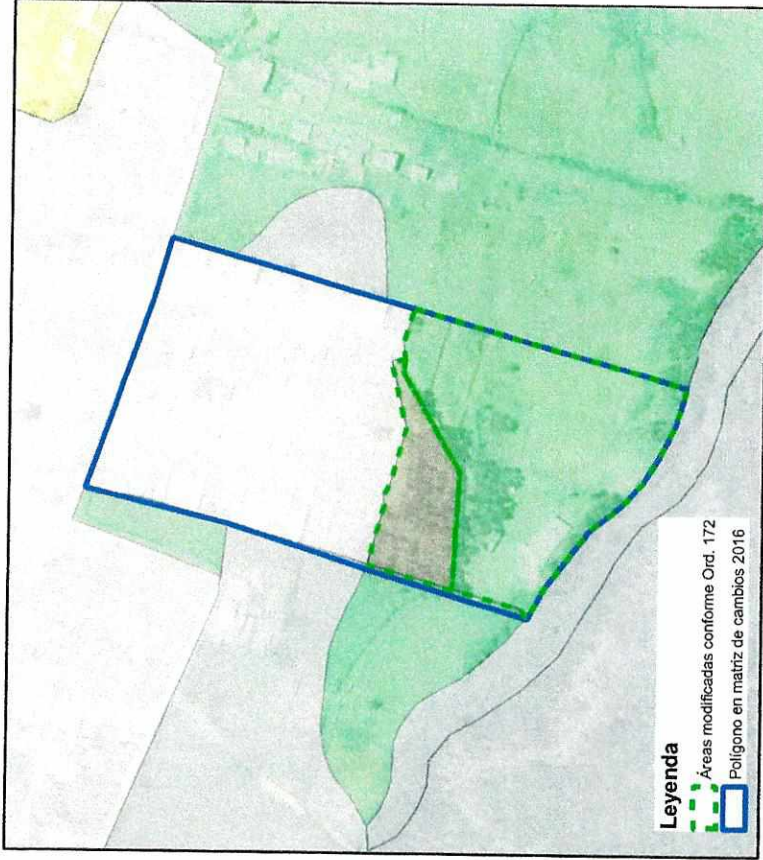 Leyenda
Áreas modificadas conforme Ord. 172
Polígono en matriz de cambios 2016